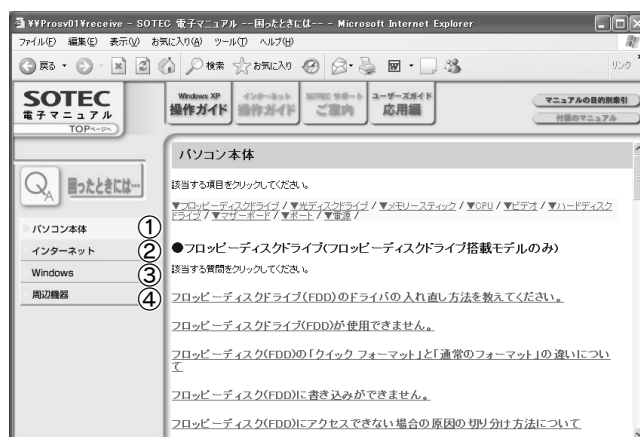 ¥¥Prosv01¥receive - SOTEC 電子マニュアル --困ったときには-- - Microsoft Internet Explorer
ファイル(F) 編集(E) 表示(V) お気に入り(A) ツール(T) ヘルプ(H)
戻る 検索 お気に入り リンク
SOTEC
電子マニュアル
TOPページへ
Windows XP
操作ガイド
インターネット
操作ガイド
SOTEC サポート
ご案内
ユーザーズガイド
応用編
マニュアルの目的別索引
付属のマニュアル
QA 困ったときには…
パソコン本体 ①
インターネット ②
Windows ③
周辺機器 ④
パソコン本体
該当する項目をクリックしてください。
▼フロッピーディスクドライブ / ▼光ディスクドライブ / ▼メモリースティック / ▼CPU / ▼ビデオ / ▼ハードディスク
ドライブ / ▼マザーボード / ▼ポート / ▼電源 /
●フロッピーディスクドライブ(フロッピーディスクドライブ搭載モデルのみ)
該当する質問をクリックしてください。
フロッピーディスクドライブ(FDD)のドライバの入れ直し方法を教えてください。
フロッピーディスクドライブ(FDD)が使用できません。
フロッピーディスク(FDD)の「クイック フォーマット」と「通常のフォーマット」の違いについ
て
フロッピーディスク(FDD)に書き込みができません。
フロッピーディスク(FDD)にアクセスできない場合の原因の切り分け方法について